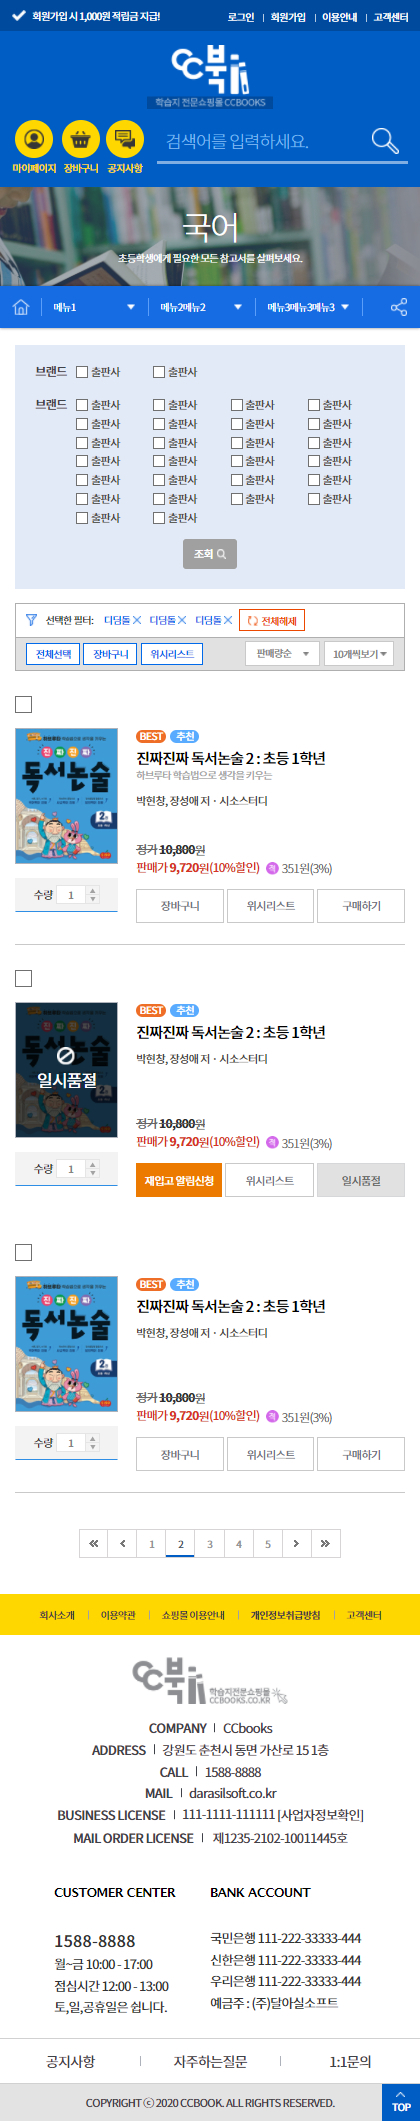 회원가입 시 1,000원 적립금 지급!
로그인 | 회원가입 | 이용안내 | 고객센터
CC북
학습지 전문쇼핑몰 CCBOOKS
검색어를 입력하세요.
마이페이지 장바구니 공지사항
국어
초등학생에게 필요한 모든 참고서를 살펴보세요.
메뉴1 메뉴2메뉴2 메뉴3메뉴3메뉴3
브랜드 출판사 출판사
브랜드 출판사 출판사 출판사 출판사
출판사 출판사 출판사 출판사
출판사 출판사 출판사 출판사
출판사 출판사 출판사 출판사
출판사 출판사 출판사 출판사
출판사 출판사 출판사 출판사
출판사 출판사
조회
선택한 필터: 디딤돌 디딤돌 디딤돌 전체해제
전체선택 장바구니 위시리스트 판매량순 10개씩보기
진짜진짜
독서논술
2
BEST 추천
진짜진짜 독서논술 2 : 초등 1학년
하브루타 학습법으로 생각을 키우는
박현창, 장성애 저 · 시소스터디
정가 10,800원
판매가 9,720원(10%할인) 적 351원(3%)
수량 1
장바구니 위시리스트 구매하기
일시품절
BEST 추천
진짜진짜 독서논술 2 : 초등 1학년
박현창, 장성애 저 · 시소스터디
정가 10,800원
판매가 9,720원(10%할인) 적 351원(3%)
수량 1
재입고 알림신청 위시리스트 일시품절
진짜진짜
독서논술
2
BEST 추천
진짜진짜 독서논술 2 : 초등 1학년
박현창, 장성애 저 · 시소스터디
정가 10,800원
판매가 9,720원(10%할인) 적 351원(3%)
수량 1
장바구니 위시리스트 구매하기
1 2 3 4 5
회사소개 | 이용약관 | 쇼핑몰 이용안내 | 개인정보취급방침 | 고객센터
CC북
학습지전문쇼핑몰
CCBOOKS.CO.KR
COMPANY | CCbooks
ADDRESS | 강원도 춘천시 동면 가산로 15 1층
CALL | 1588-8888
MAIL | darasilsoft.co.kr
BUSINESS LICENSE | 111-1111-111111 [사업자정보확인]
MAIL ORDER LICENSE | 제1235-2102-10011445호
CUSTOMER CENTER
1588-8888
월~금 10:00 - 17:00
점심시간 12:00 - 13:00
토,일,공휴일은 쉽니다.
BANK ACCOUNT
국민은행 111-222-33333-444
신한은행 111-222-33333-444
우리은행 111-222-33333-444
예금주 : (주)달아실소프트
공지사항 | 자주하는질문 | 1:1문의
COPYRIGHT ⓒ 2020 CCBOOK. ALL RIGHTS RESERVED.
TOP